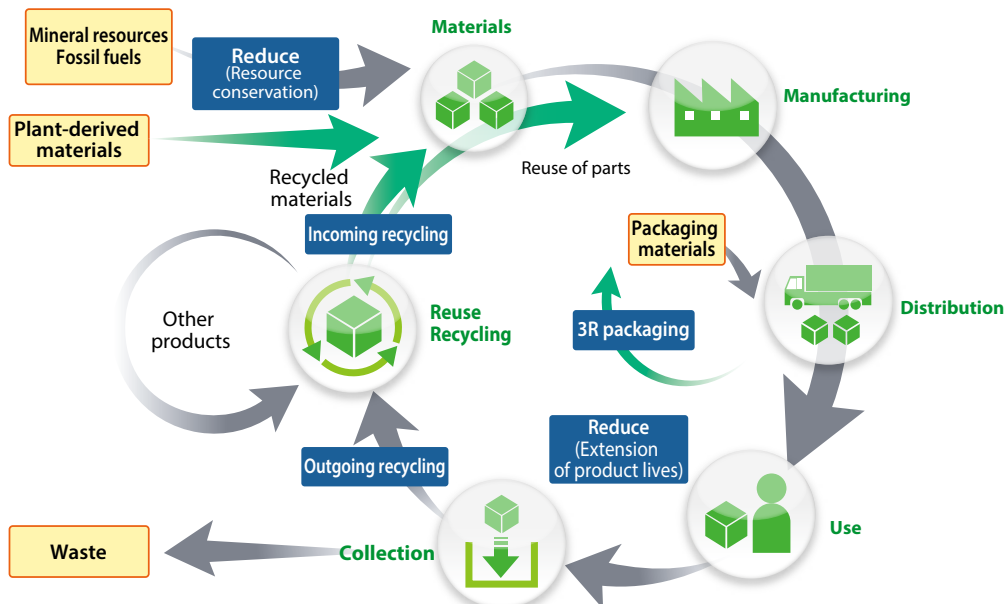 Mineral resources
Fossil fuels
Reduce
(Resource
conservation)
Materials
Manufacturing
Plant-derived
materials
Recycled
materials
Reuse of parts
Incoming recycling
Packaging
materials
Other
products
Reuse
Recycling
3R packaging
Distribution
Reduce
(Extension
of product lives)
Outgoing recycling
Use
Waste
Collection